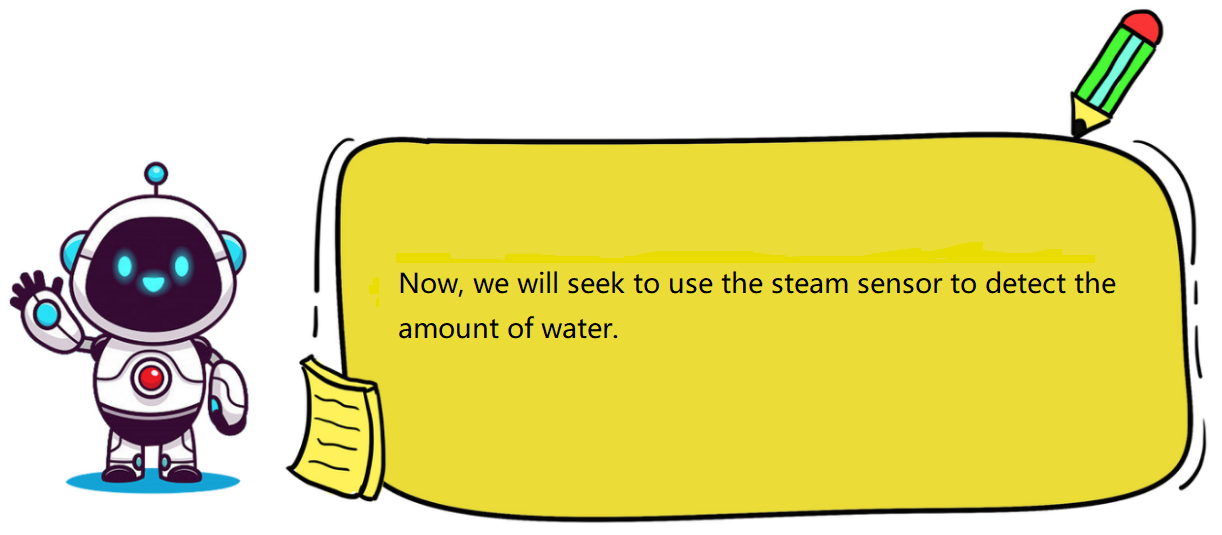 Now, we will seek to use the steam sensor to detect the
amount of water.